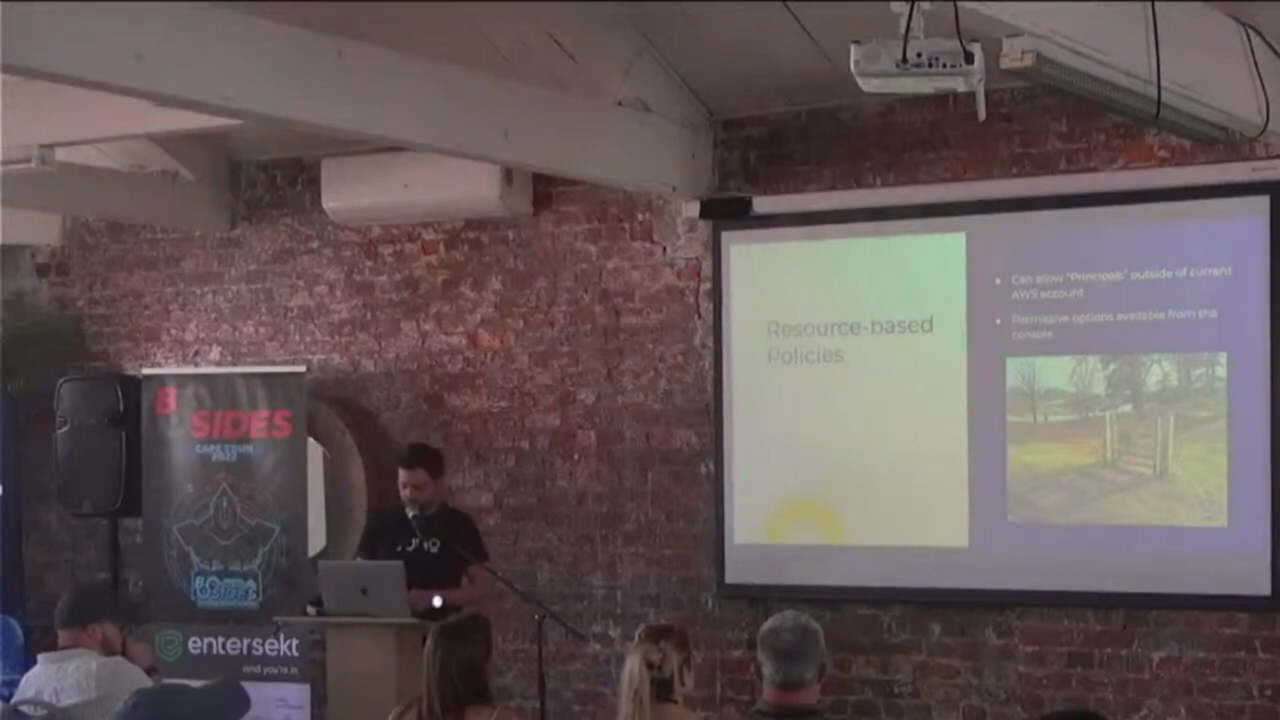 B SIDES
CAPE TOWN
2022
entersekt
and you're in
Resource-based
Policies
Can allow "Principals" outside of current
AWS account
Permissive options available from the
console